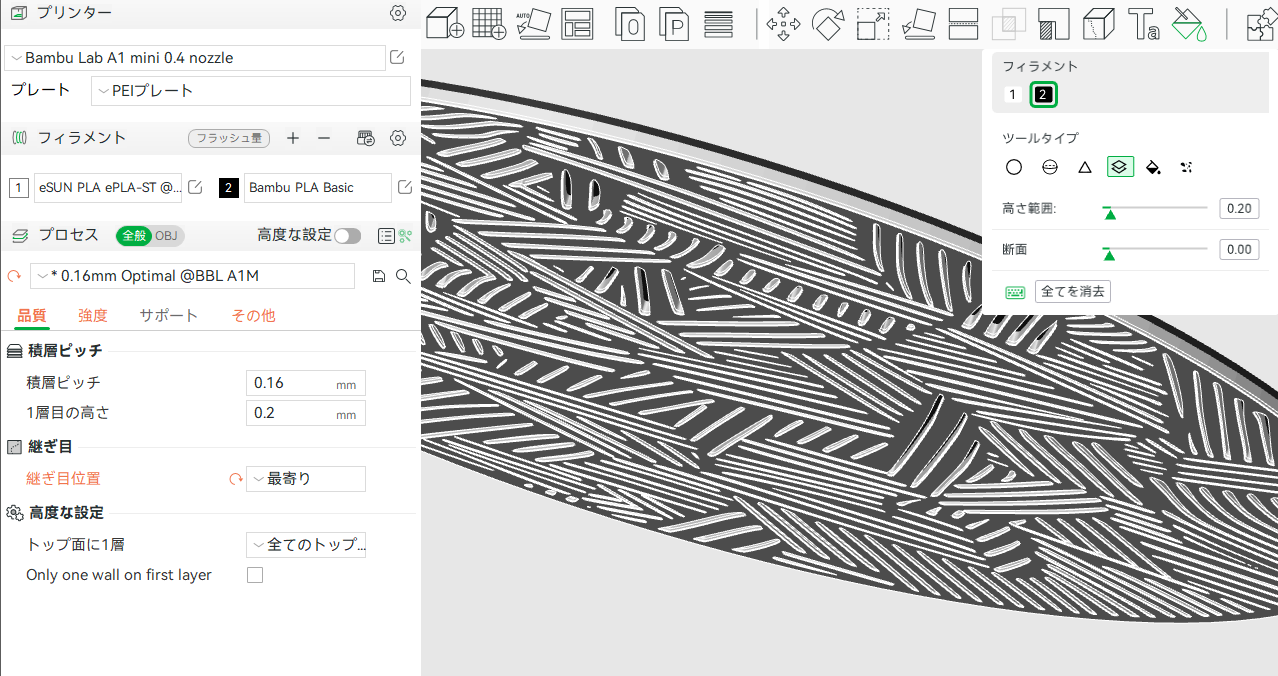 プリンター
Bambu Lab A1 mini 0.4 nozzle
プレート
PEIプレート
フィラメント
フラッシュ量
1
eSUN PLA ePLA-ST @...
2
Bambu PLA Basic
プロセス
全般
OBJ
高度な設定
* 0.16mm Optimal @BBL A1M
品質
強度
サポート
その他
積層ピッチ
積層ピッチ
0.16
mm
1層目の高さ
0.2
mm
継ぎ目
継ぎ目位置
最寄り
高度な設定
トップ面に1層
全てのトップ...
Only one wall on first layer
AUTO
O
P
Ta
フィラメント
1
2
ツールタイプ
高さ範囲:
0.20
断面
0.00
全てを消去